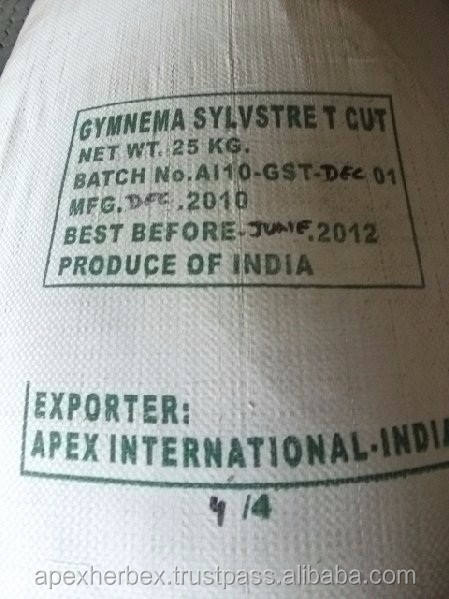 GYMNEMA SYLVSTRE T CUT
NET WT. 25 KG.
BATCH No.AI10-GST-DEC 01
MFG. DEC .2010
BEST BEFORE-JUNE.2012
PRODUCE OF INDIA
EXPORTER:
APEX INTERNATIONAL-INDIA
4 /4
apexherbex.trustpass.alibaba.com